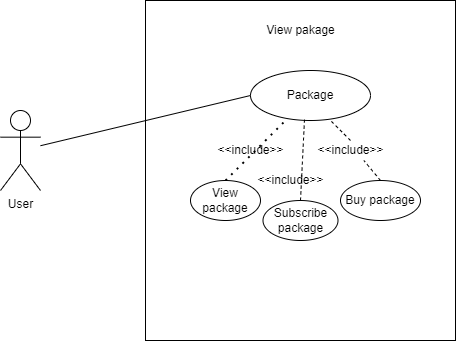 View pakage
Package
<<include>>
<<include>>
<<include>>
View
package
Subscribe
package
Buy package
User